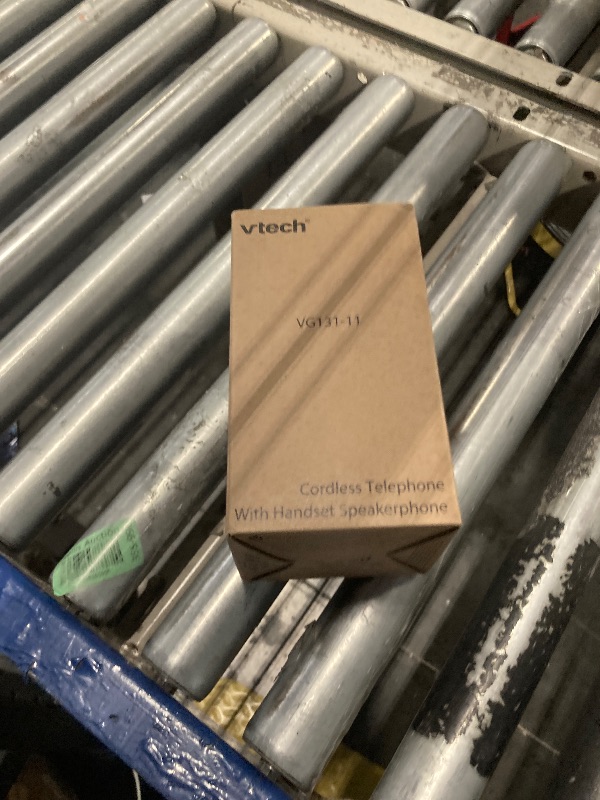 vtech®
VG131-11
Cordless Telephone
With Handset Speakerphone